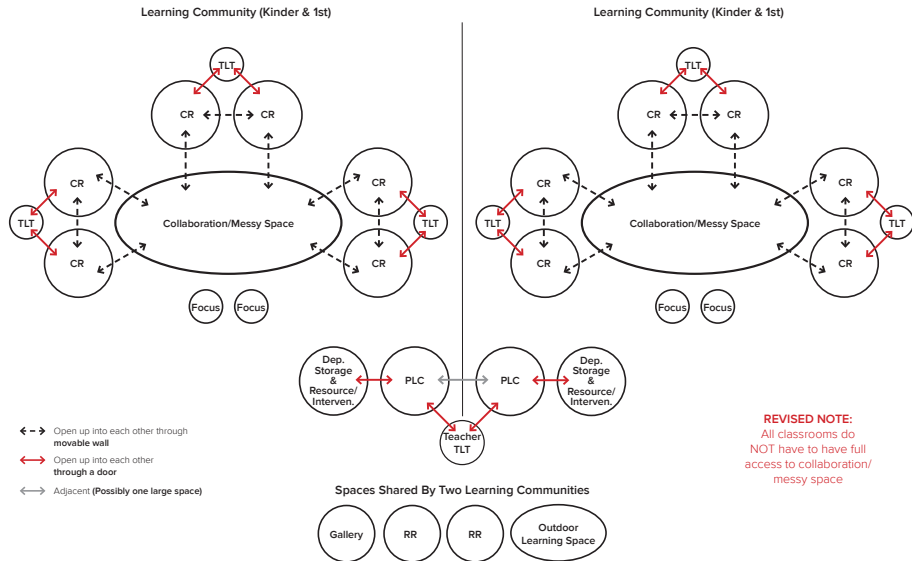 Learning Community (Kinder & 1st)
TLT
CR
CR
CR
CR
TLT
CR
CR
TLT
Collaboration/Messy Space
Focus
Focus
Learning Community (Kinder & 1st)
TLT
CR
CR
CR
CR
TLT
CR
CR
TLT
Collaboration/Messy Space
Focus
Focus
Dep.
Storage
&
Resource/
Interven.
PLC
PLC
Dep.
Storage
&
Resource/
Interven.
Teacher
TLT
Open up into each other through
movable wall
Open up into each other
through a door
Adjacent (Possibly one large space)
REVISED NOTE:
All classrooms do
NOT have to have full
access to collaboration/
messy space
Spaces Shared By Two Learning Communities
Gallery
RR
RR
Outdoor
Learning Space